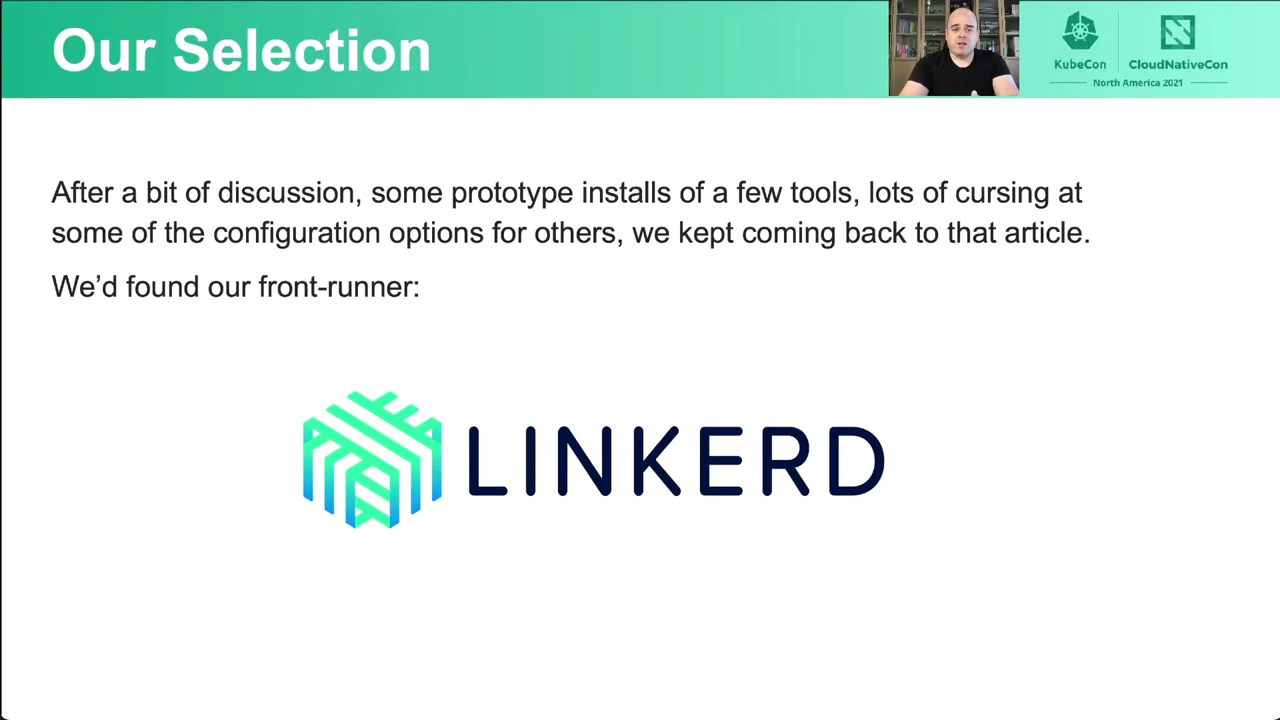 Our Selection
KubeCon
CloudNativeCon
North America 2021
After a bit of discussion, some prototype installs of a few tools, lots of cursing at
some of the configuration options for others, we kept coming back to that article.
We’d found our front-runner:
LINKERD